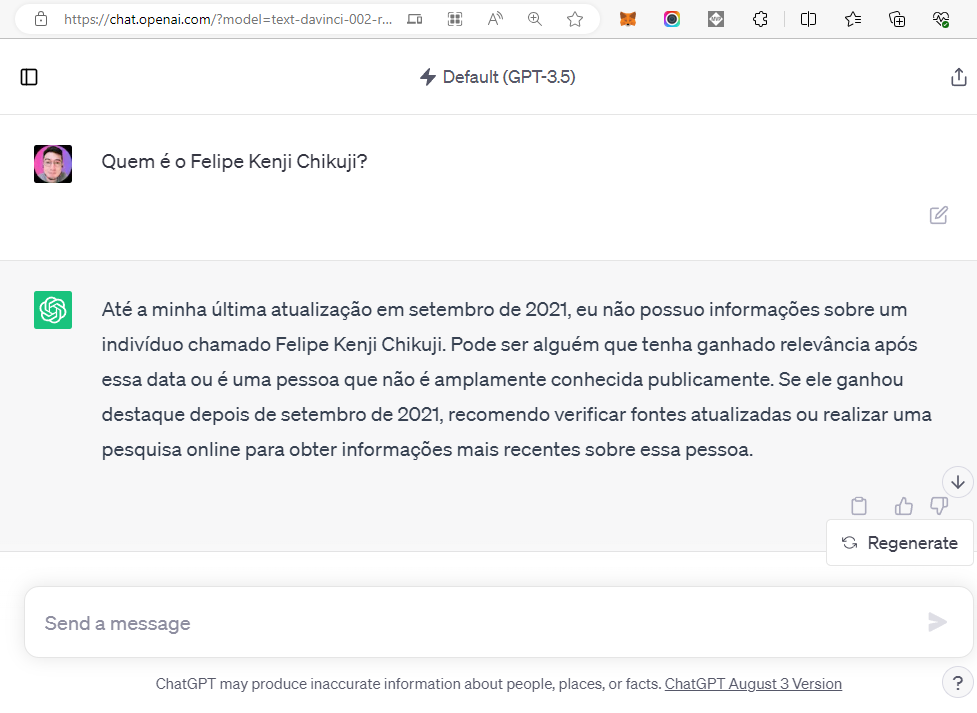 https://chat.openai.com/?model=text-davinci-002-r...
Default (GPT-3.5)
Quem é o Felipe Kenji Chikuji?
Até a minha última atualização em setembro de 2021, eu não possuo informações sobre um
indivíduo chamado Felipe Kenji Chikuji. Pode ser alguém que tenha ganhado relevância após
essa data ou é uma pessoa que não é amplamente conhecida publicamente. Se ele ganhou
destaque depois de setembro de 2021, recomendo verificar fontes atualizadas ou realizar uma
pesquisa online para obter informações mais recentes sobre essa pessoa.
Regenerate
Send a message
ChatGPT may produce inaccurate information about people, places, or facts. ChatGPT August 3 Version
?